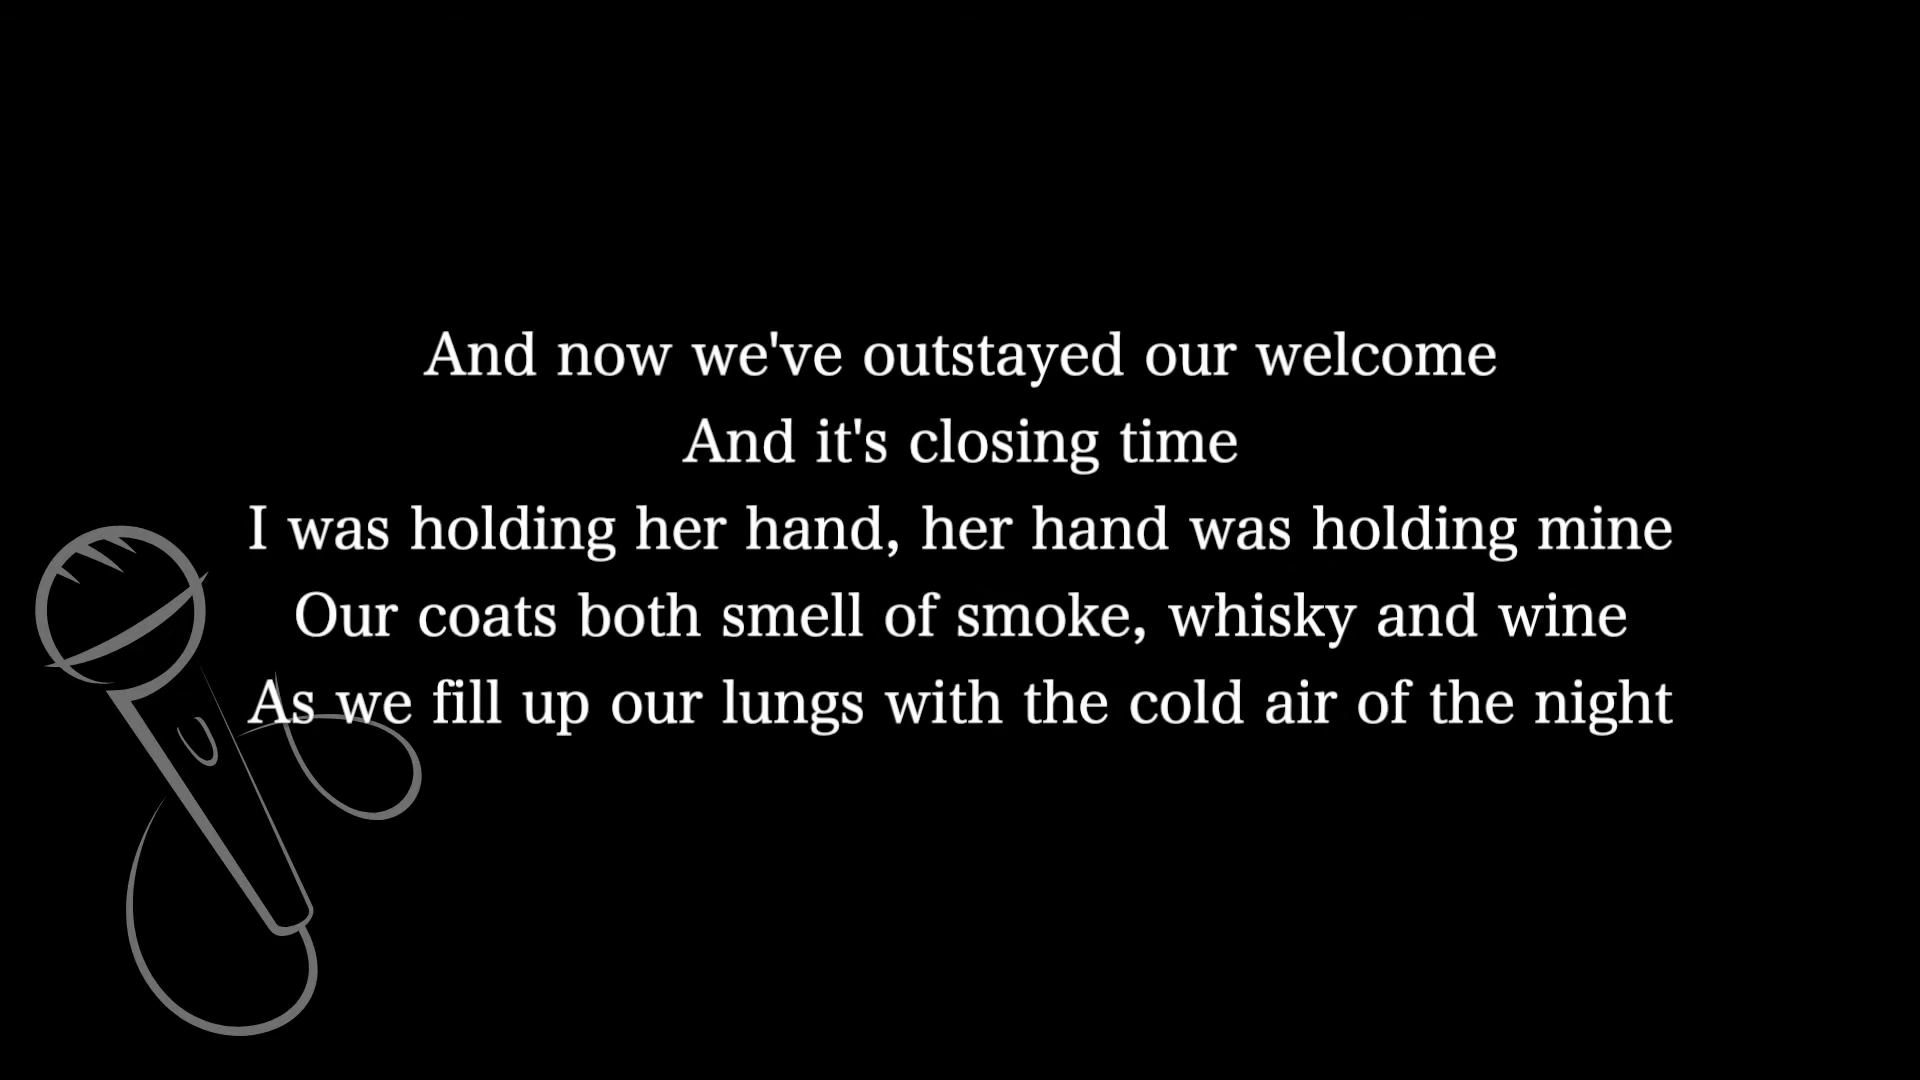 And now we've outstayed our welcome
And it's closing time
I was holding her hand, her hand was holding mine
Our coats both smell of smoke, whisky and wine
As we fill up our lungs with the cold air of the night